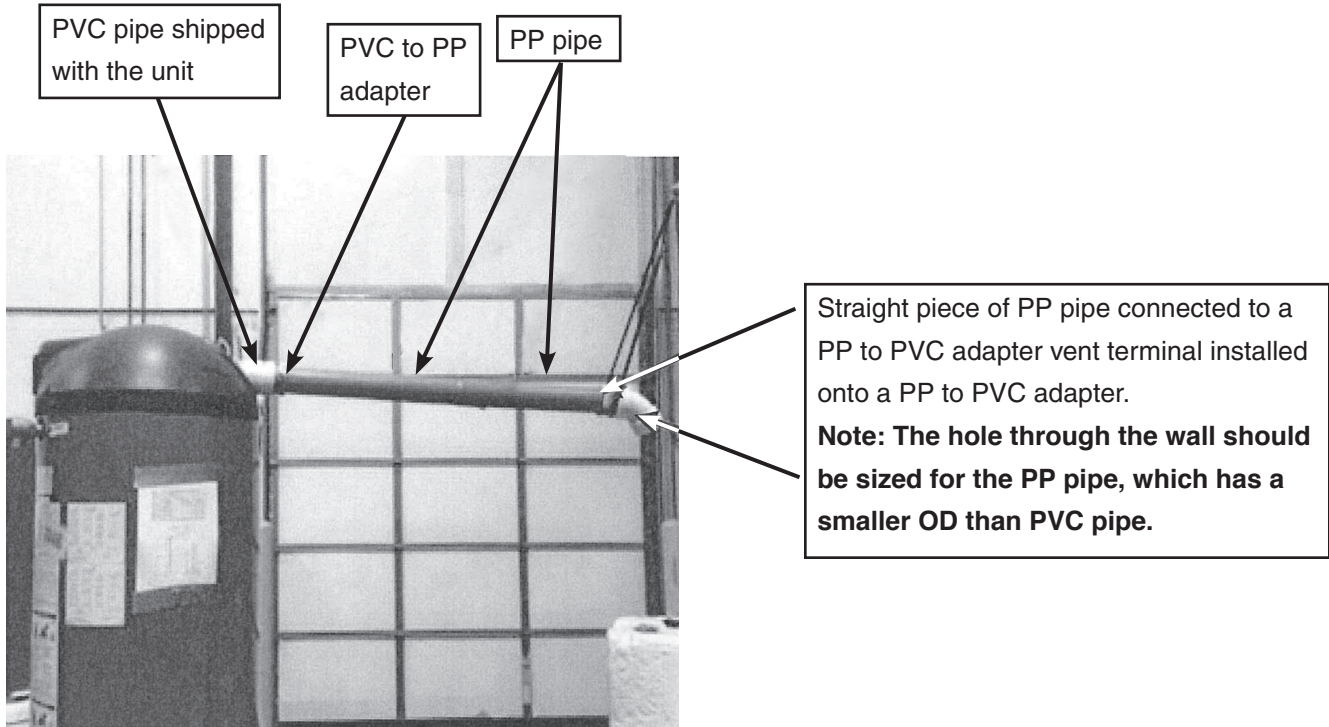 PVC pipe shipped
with the unit
PVC to PP
adapter
PP pipe
Straight piece of PP pipe connected to a
PP to PVC adapter vent terminal installed
onto a PP to PVC adapter.
Note: The hole through the wall should
be sized for the PP pipe, which has a
smaller OD than PVC pipe.